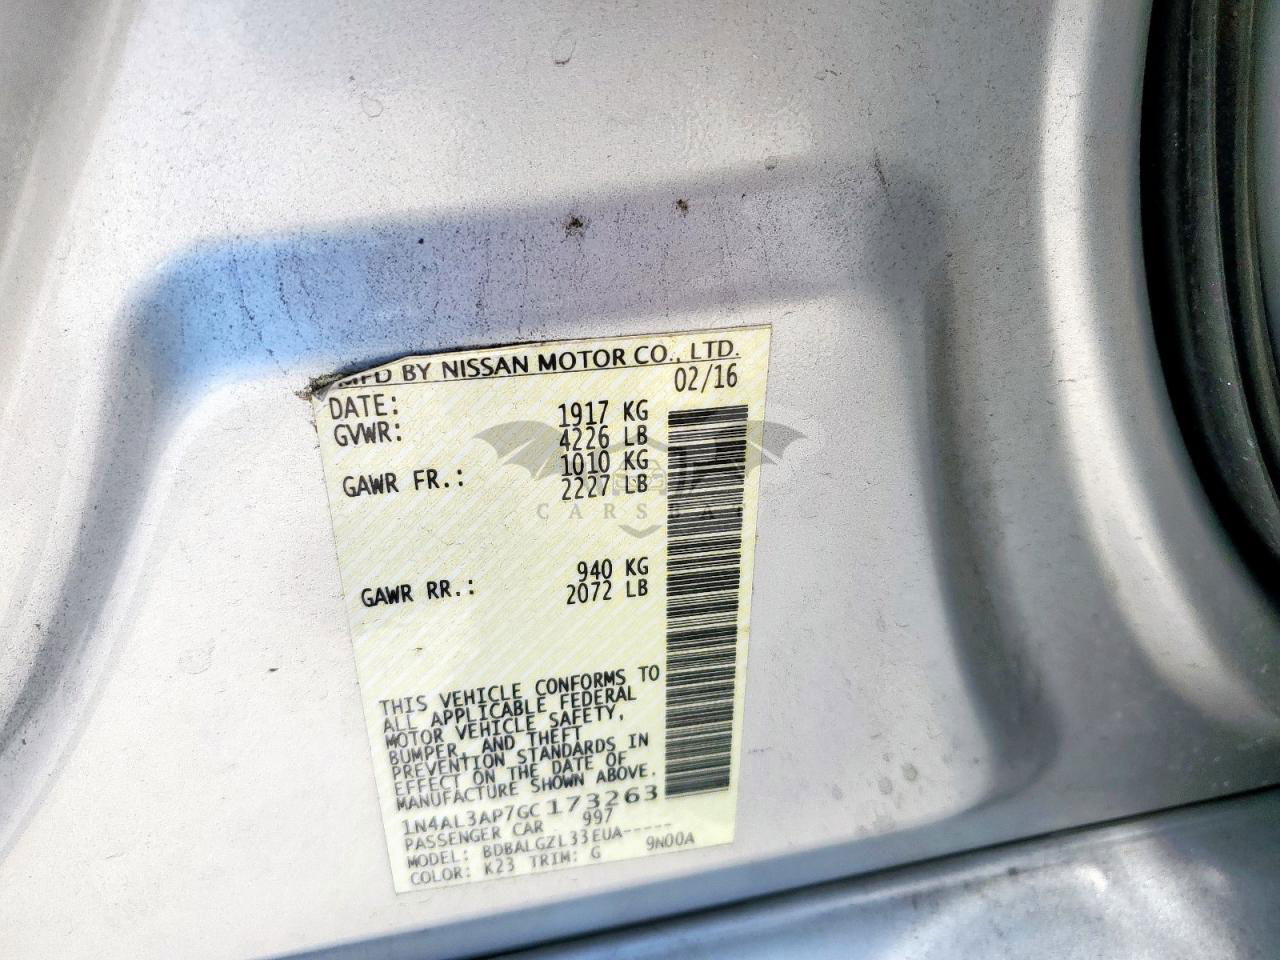 MFD BY NISSAN MOTOR CO., LTD.
DATE: 02/16
GVWR: 1917 KG
4226 LB
GAWR FR.: 1010 KG
2227 LB
CARSBAT
GAWR RR.: 940 KG
2072 LB
THIS VEHICLE CONFORMS TO
ALL APPLICABLE FEDERAL
MOTOR VEHICLE SAFETY,
BUMPER, AND THEFT
PREVENTION STANDARDS IN
EFFECT ON THE DATE OF
MANUFACTURE SHOWN ABOVE.
1N4AL3AP7GC173263
PASSENGER CAR 997
MODEL: BDBALGZL33EUA-----
COLOR: K23 TRIM: G 9N00A